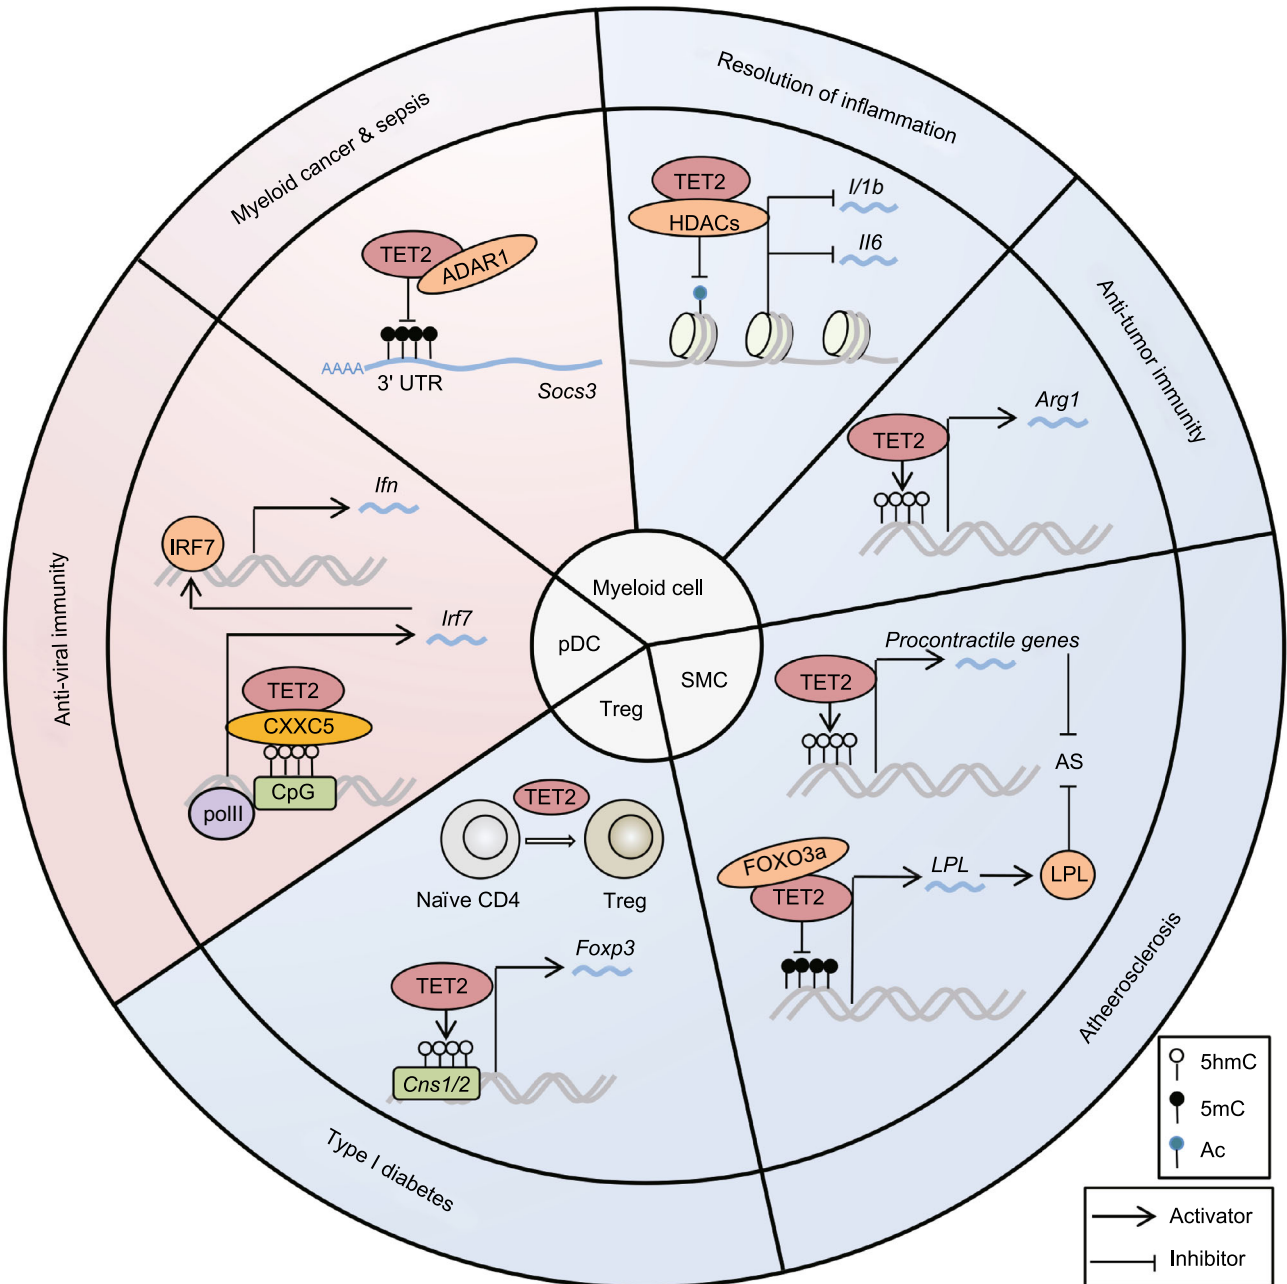 Resolution of inflammation
Myeloid cancer & sepsis
Anti-tumor immunity
Anti-viral immunity
Atheerosclerosis
Type I diabetes
TET2
HDACs
I/1b
Il6
TET2
ADAR1
AAAA
3' UTR
Socs3
TET2
Arg1
Ifn
IRF7
Irf7
TET2
CXXC5
CpG
polII
Myeloid cell
pDC
SMC
Treg
Procontractile genes
TET2
AS
FOXO3a
TET2
LPL
LPL
TET2
Naïve CD4
Treg
Foxp3
TET2
Cns1/2
5hmC
5mC
Ac
Activator
Inhibitor